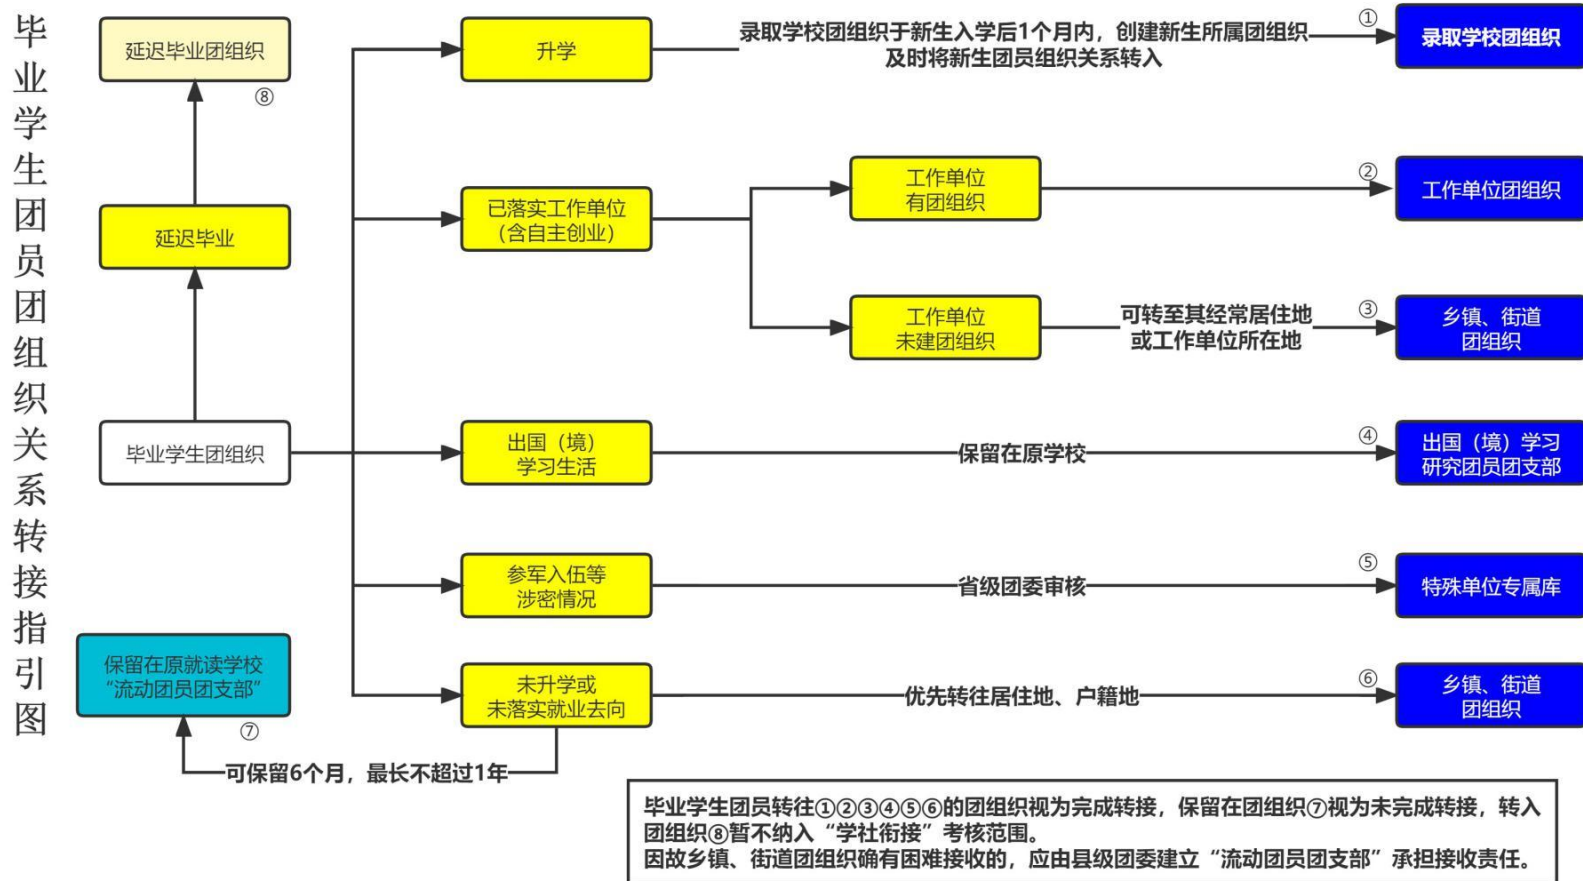 毕业学生团员团组织关系转接指引图
延迟毕业团组织
⑧
延迟毕业
毕业学生团组织
保留在原就读学校
“流动团员团支部”
⑦
可保留6个月，最长不超过1年
升学
录取学校团组织于新生入学后1个月内，创建新生所属团组织
及时将新生团员组织关系转入
①
录取学校团组织
已落实工作单位
（含自主创业）
工作单位
有团组织
②
工作单位团组织
工作单位
未建团组织
可转至其经常居住地
或工作单位所在地
③
乡镇、街道
团组织
出国（境）
学习生活
保留在原学校
④
出国（境）学习
研究团员团支部
参军入伍等
涉密情况
省级团委审核
⑤
特殊单位专属库
未升学或
未落实就业去向
优先转往居住地、户籍地
⑥
乡镇、街道
团组织
毕业学生团员转往①②③④⑤⑥的团组织视为完成转接，保留在团组织⑦视为未完成转接，转入
团组织⑧暂不纳入“学社衔接”考核范围。
因故乡镇、街道团组织确有困难接收的，应由县级团委建立“流动团员团支部”承担接收责任。